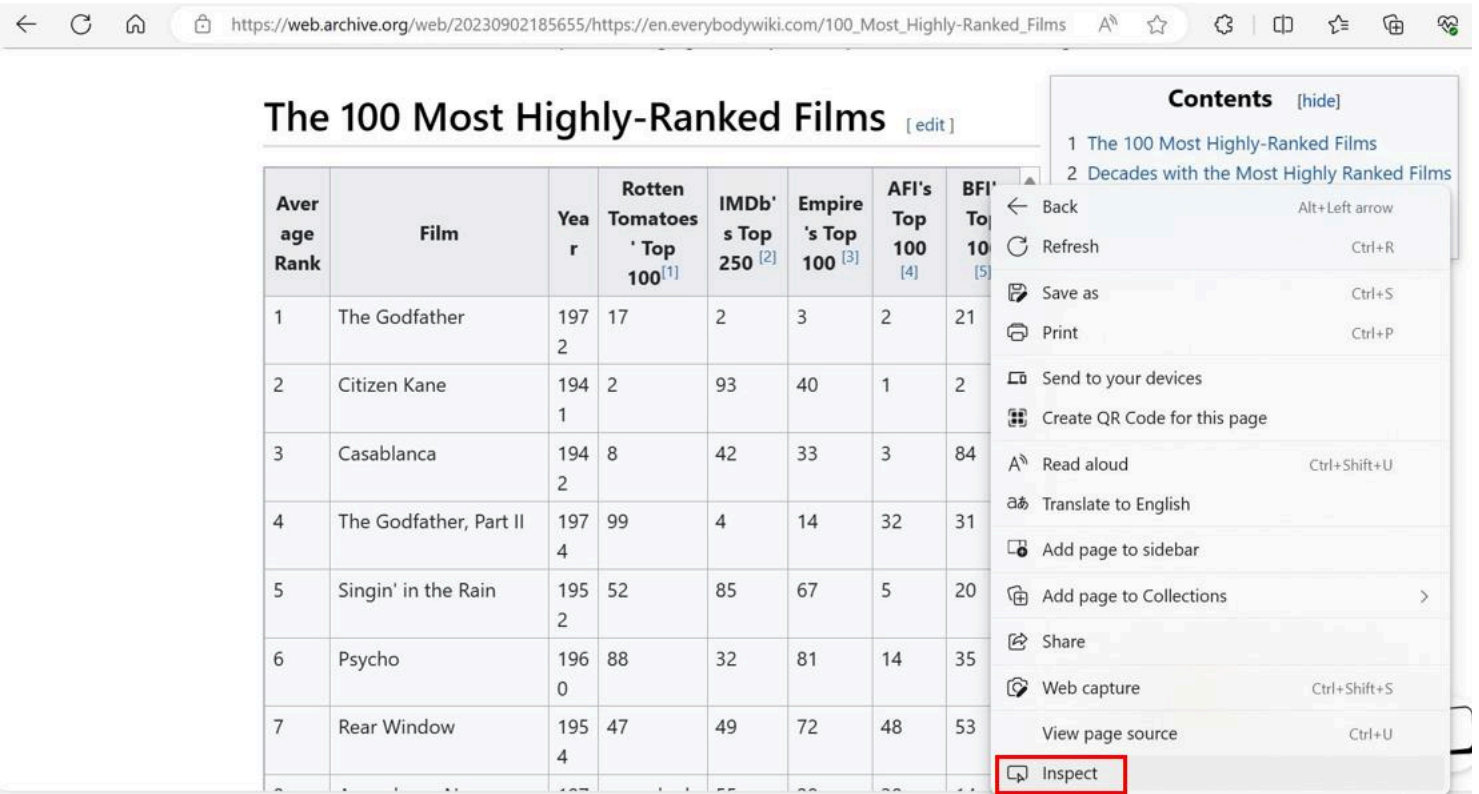 https://web.archive.org/web/20230902185655/https://en.everybodywiki.com/100_Most_Highly-Ranked_Films
The 100 Most Highly-Ranked Films [ edit ]
Contents [hide]
1 The 100 Most Highly-Ranked Films
2 Decades with the Most Highly Ranked Films
Aver
age
Rank
Film
Yea
r
Rotten
Tomatoes
' Top
100[1]
IMDb'
s Top
250 [2]
Empire
's Top
100 [3]
AFI's
Top
100
[4]
[5]
1 The Godfather 197 17 2 3 2 21
2
2 Citizen Kane 194 2 93 40 1 2
1
3 Casablanca 194 8 42 33 3 84
2
4 The Godfather, Part II 197 99 4 14 32 31
4
5 Singin' in the Rain 195 52 85 67 5 20
2
6 Psycho 196 88 32 81 14 35
0
7 Rear Window 195 47 49 72 48 53
4
Back Alt+Left arrow
Refresh Ctrl+R
Save as Ctrl+S
Print Ctrl+P
Send to your devices
Create QR Code for this page
Read aloud Ctrl+Shift+U
Translate to English
Add page to sidebar
Add page to Collections
Share
Web capture Ctrl+Shift+S
View page source Ctrl+U
Inspect